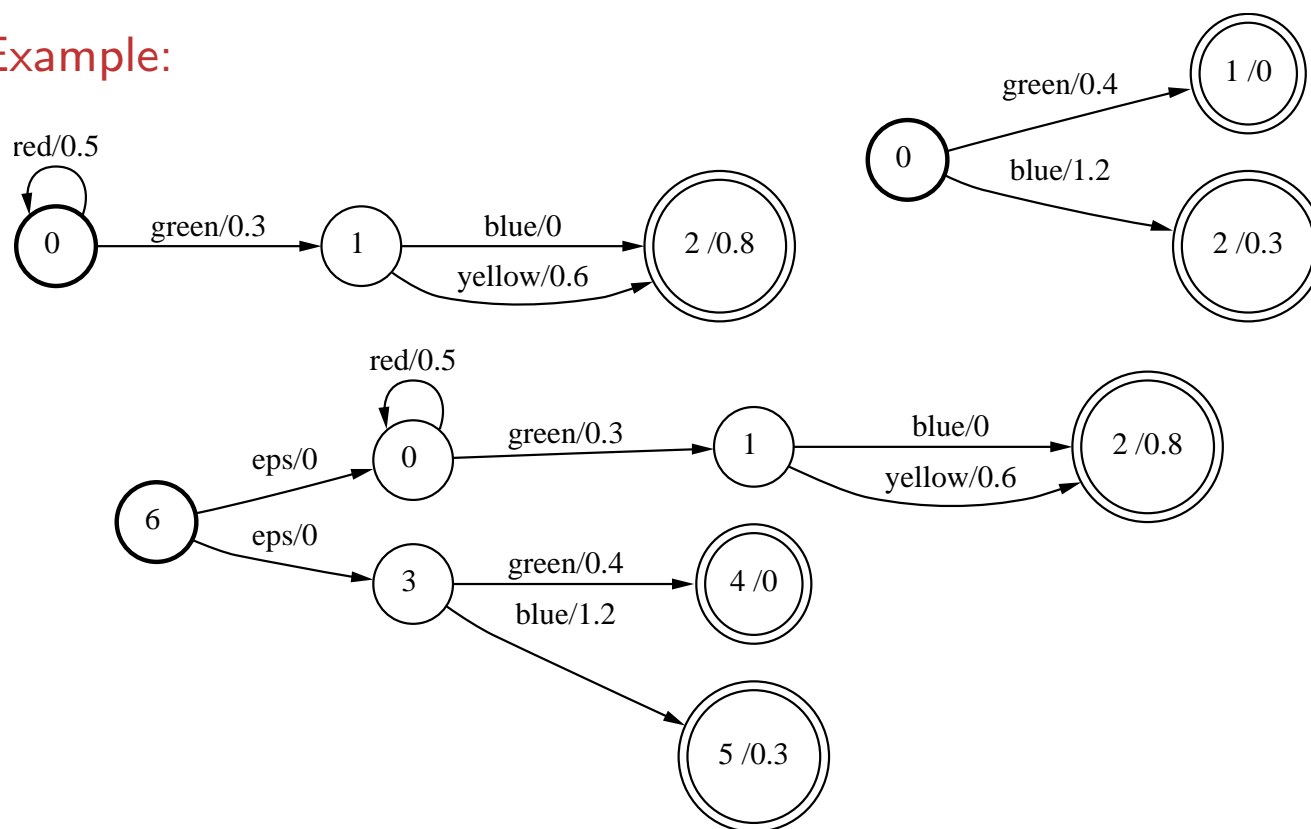 Example:
red/0.5
0
green/0.3
1
blue/0
yellow/0.6
2 /0.8
0
green/0.4
1 /0
blue/1.2
2 /0.3
6
eps/0
eps/0
red/0.5
0
green/0.3
1
blue/0
yellow/0.6
2 /0.8
3
green/0.4
4 /0
blue/1.2
5 /0.3